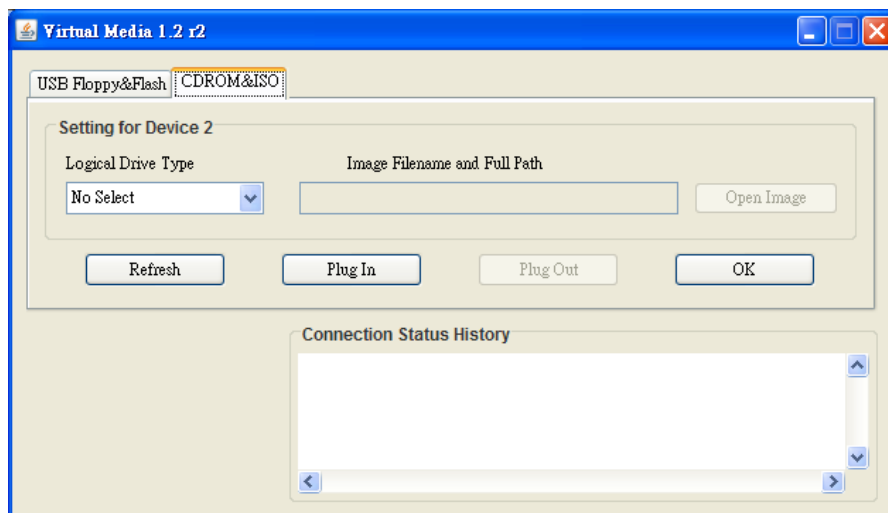 Virtual Media 1.2 r2
USB Floppy&Flash CDROM&ISO
Setting for Device 2
Logical Drive Type Image Filename and Full Path
No Select Open Image
Refresh Plug In Plug Out OK
Connection Status History